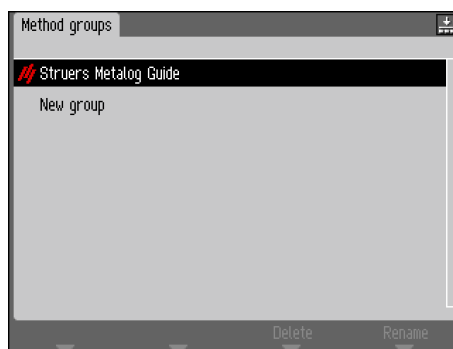 Method groups
Struers Metalog Guide
New group
Delete
Rename